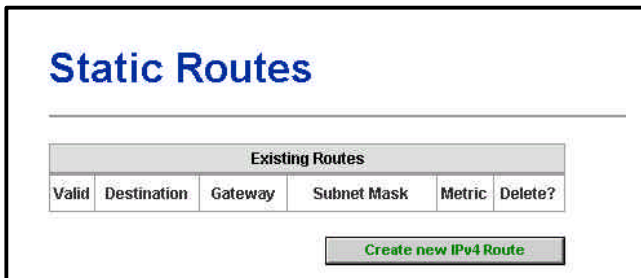 Static Routes
Existing Routes
Valid Destination Gateway Subnet Mask Metric Delete?
Create new IPv4 Route